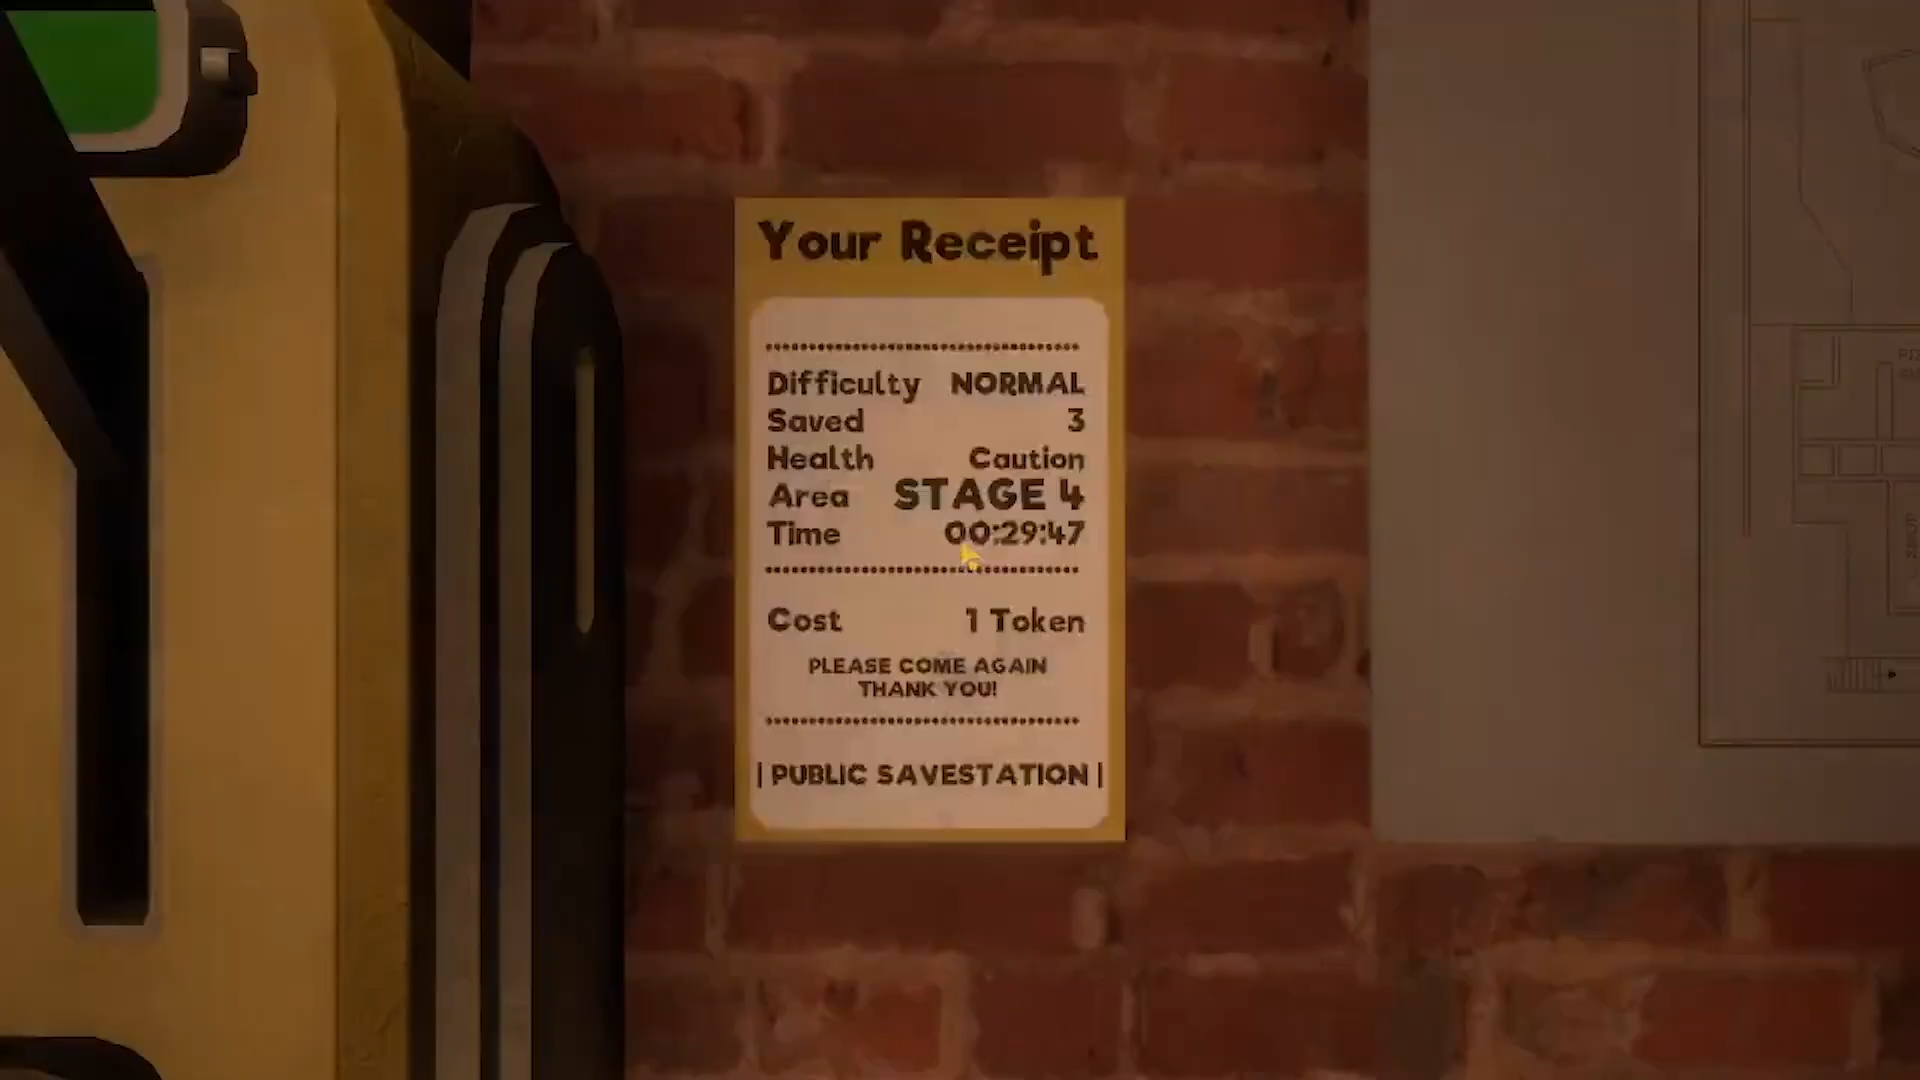 Your Receipt
Difficulty NORMAL
Saved 3
Health Caution
Area STAGE 4
Time 00:29:47
Cost 1 Token
PLEASE COME AGAIN
THANK YOU!
| PUBLIC SAVESTATION |